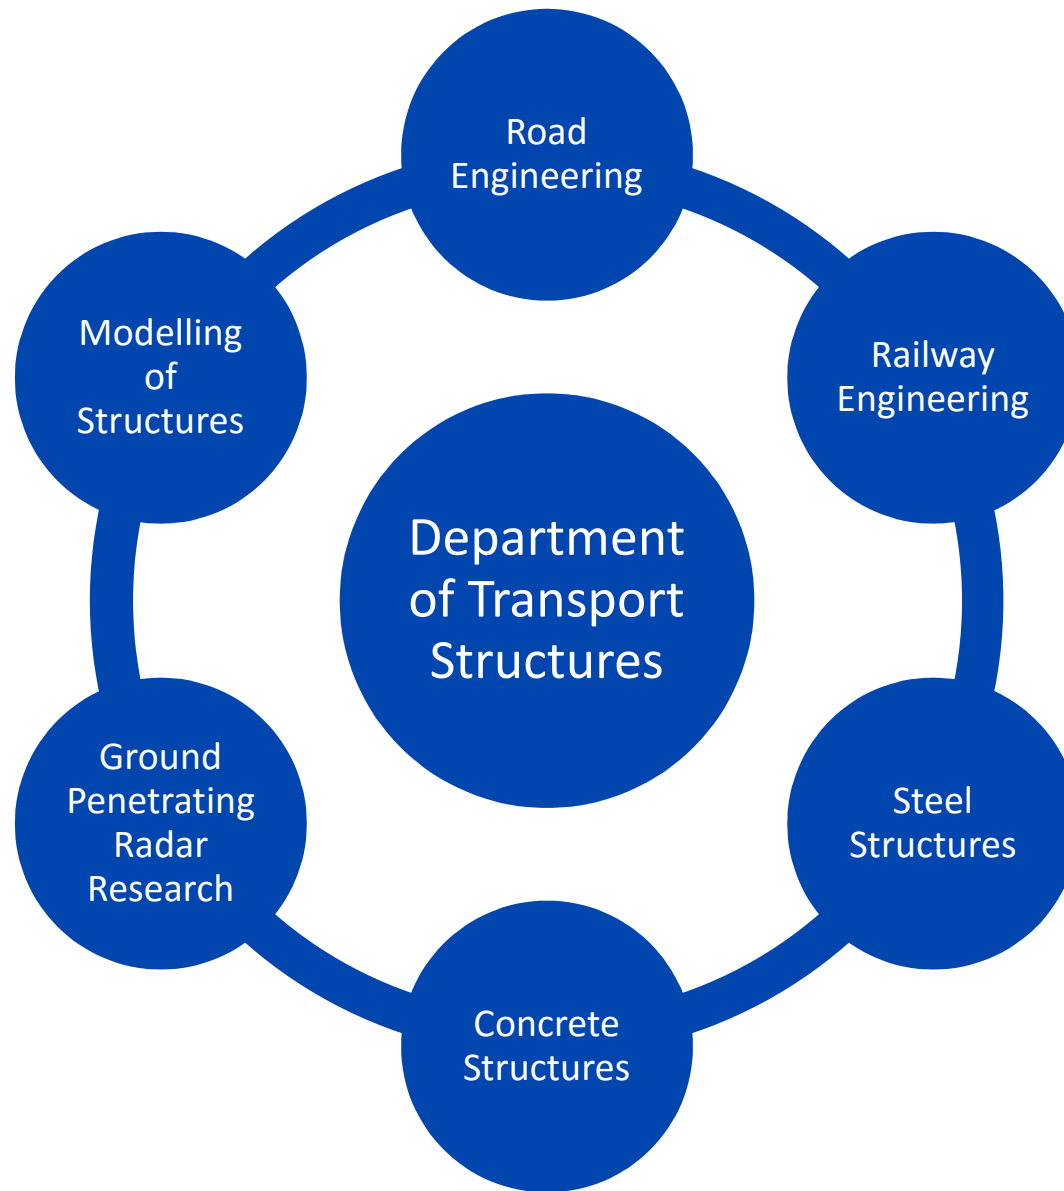 Road
Engineering
Railway
Engineering
Steel
Structures
Concrete
Structures
Ground
Penetrating
Radar
Research
Modelling
of
Structures
Department
of Transport
Structures